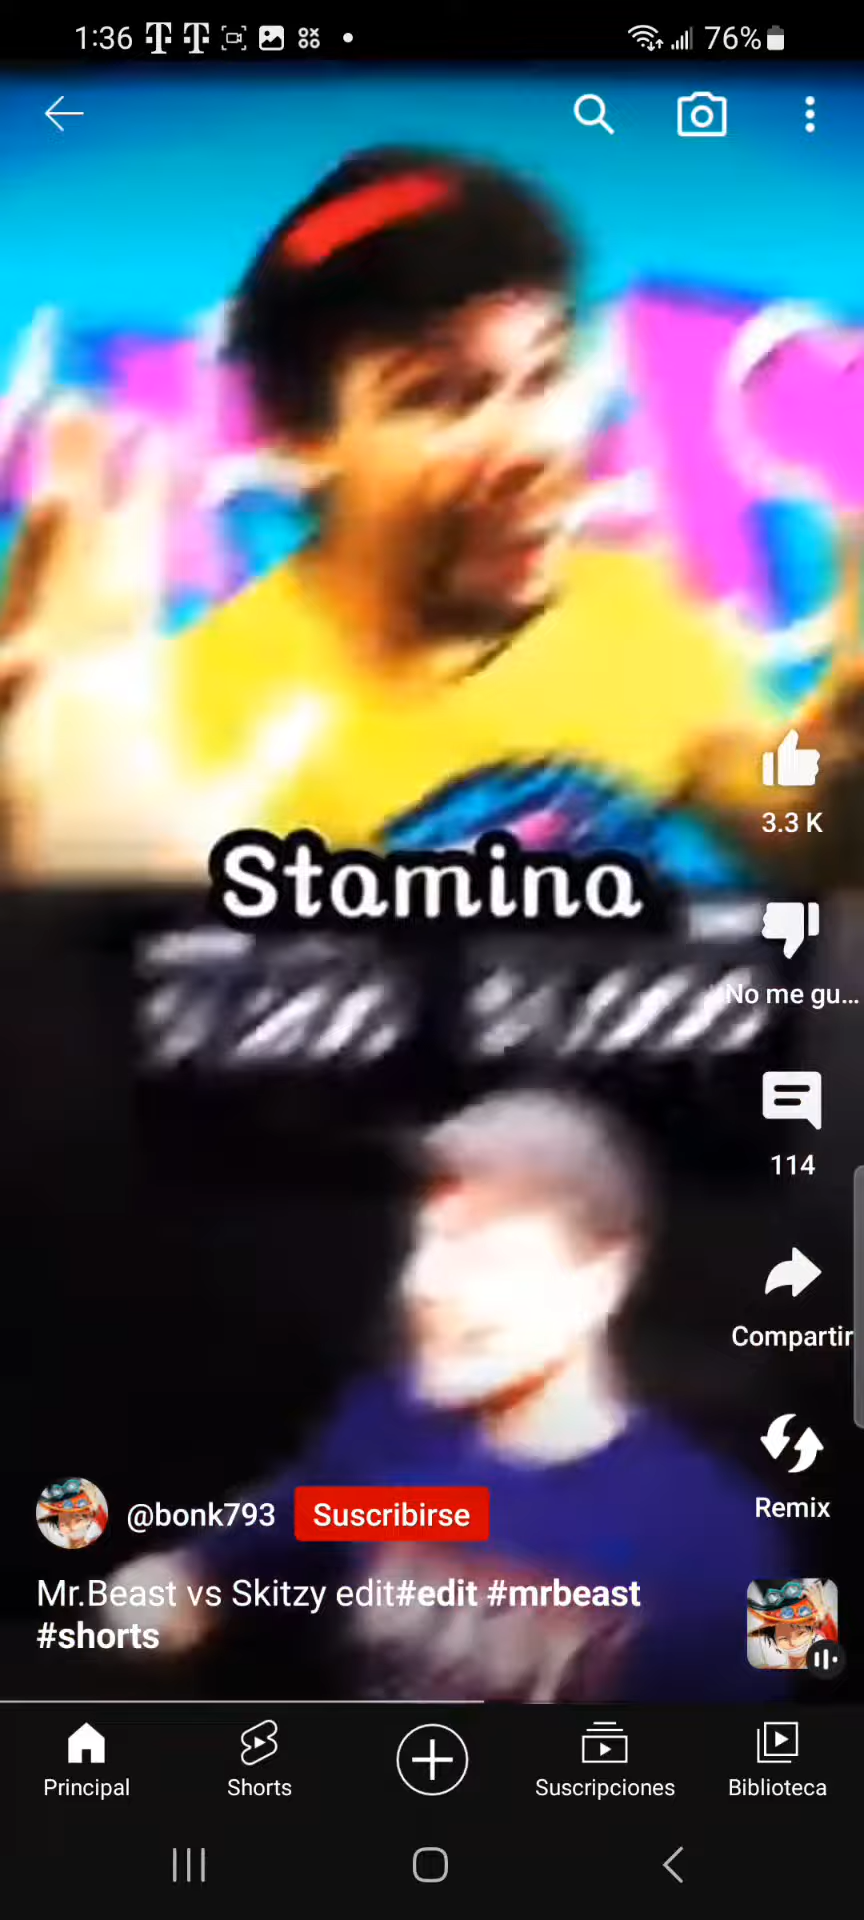 1:36
76%
Stamina
3.3 K
No me gu...
114
Compartir
Remix
@bonk793 Suscribirse
Mr.Beast vs Skitzy edit#edit #mrbeast
#shorts
Principal Shorts Suscripciones Biblioteca